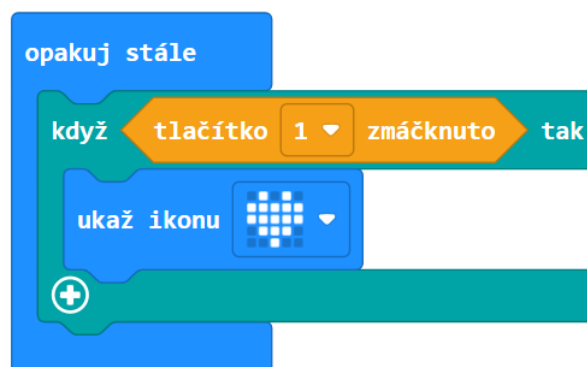 opakuj stále
když tlačítko 1 zmáčknuto tak
ukaž ikonu